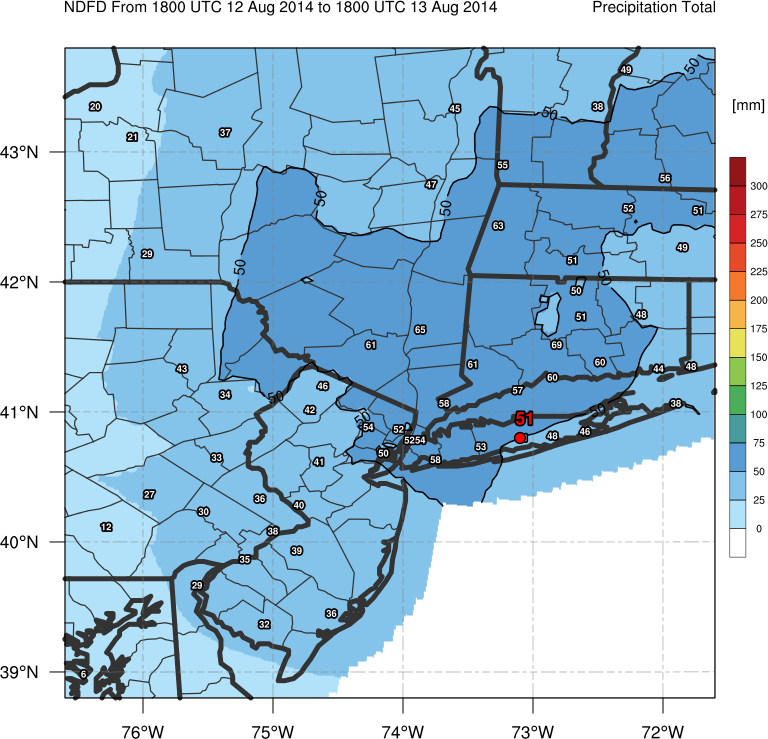 NDFD From 1800 UTC 12 Aug 2014 to 1800 UTC 13 Aug 2014 Precipitation Total
49 50
20 45 38 50 [mm]
21 37
43°N 55
47 56 300
50 50 52 51 275
63 250
29 49 225
50 51 50 200
42°N 50 175
51 48 150
65 125
61 69 100
43 61 60 44 48 75
34 46 60 50
50 42 58 57 38 25
41°N 50 54 52 51 50 0
5254 53 48 46
33 41 50 58
27 36 40
30
12 38
40°N 39
35
29
36
32
39°N 6
76°W 75°W 74°W 73°W 72°W